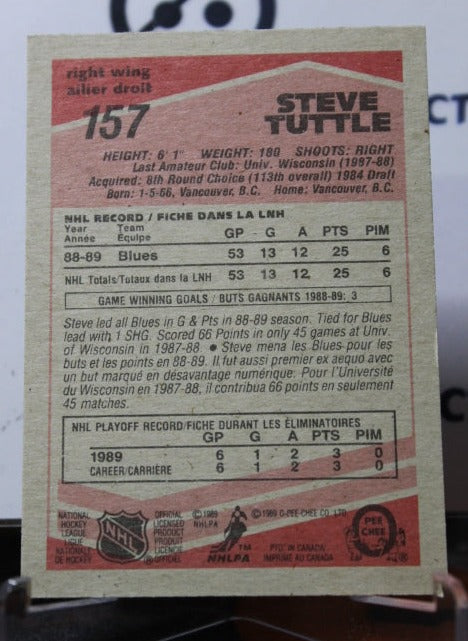 right wing
ailier droit
157
STEVE
TUTTLE
HEIGHT: 6' 1" WEIGHT: 180 SHOOTS: RIGHT
Last Amateur Club: Univ. Wisconsin (1987-88)
Acquired: 8th Round Choice (113th overall) 1984 Draft
Born: 1-5-66, Vancouver, B.C. Home: Vancouver, B.C.
NHL RECORD / FICHE DANS LA LNH
Year Team GP G A PTS PIM
Année Équipe
88-89 Blues 53 13 12 25 6
NHL Totals/Totaux dans la LNH 53 13 12 25 6
GAME WINNING GOALS / BUTS GAGNANTS 1988-89: 3
Steve led all Blues in G & Pts in 88-89 season. Tied for Blues
lead with 1 SHG. Scored 66 Points in only 45 games at Univ.
of Wisconsin in 1987-88. • Steve mena les Blues pour les
buts et les points en 88-89. Il fut aussi premier ex aequo avec
un but marqué en désavantage numérique. Pour l'Université
du Wisconsin en 1987-88, il contribua 66 points en seulement
45 matches.
NHL PLAYOFF RECORD/FICHE DURANT LES ÉLIMINATOIRES
GP G A PTS PIM
1989 6 1 2 3 0
CAREER/CARRIÈRE 6 1 2 3 0
NATIONAL
HOCKEY
LEAGUE
LIGUE
NATIONALE
DE HOCKEY
NHL
OFFICIAL
LICENSED
PRODUCT
PRODUIT
LICENCIÉ
OFFICIEL
© 1989
NHLPA
NHLPA TM
© 1989 O-PEE-CHEE CO. LTD.
PTD. IN CANADA
IMPRIMÉ AU CANADA
O
PEE
CHEE